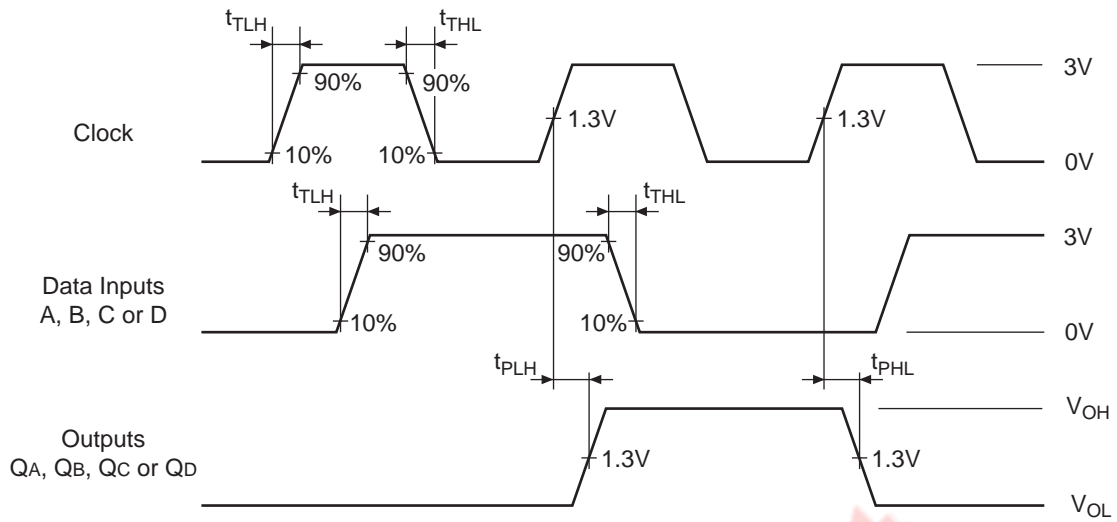 tTLH tTHL
90% 90% 3V
Clock 1.3V 1.3V
10% 10% 0V
tTLH tTHL
90% 90% 3V
Data Inputs
A, B, C or D
10% 10% 0V
tPLH tPHL
VOH
Outputs
QA, QB, QC or QD 1.3V 1.3V
VOL